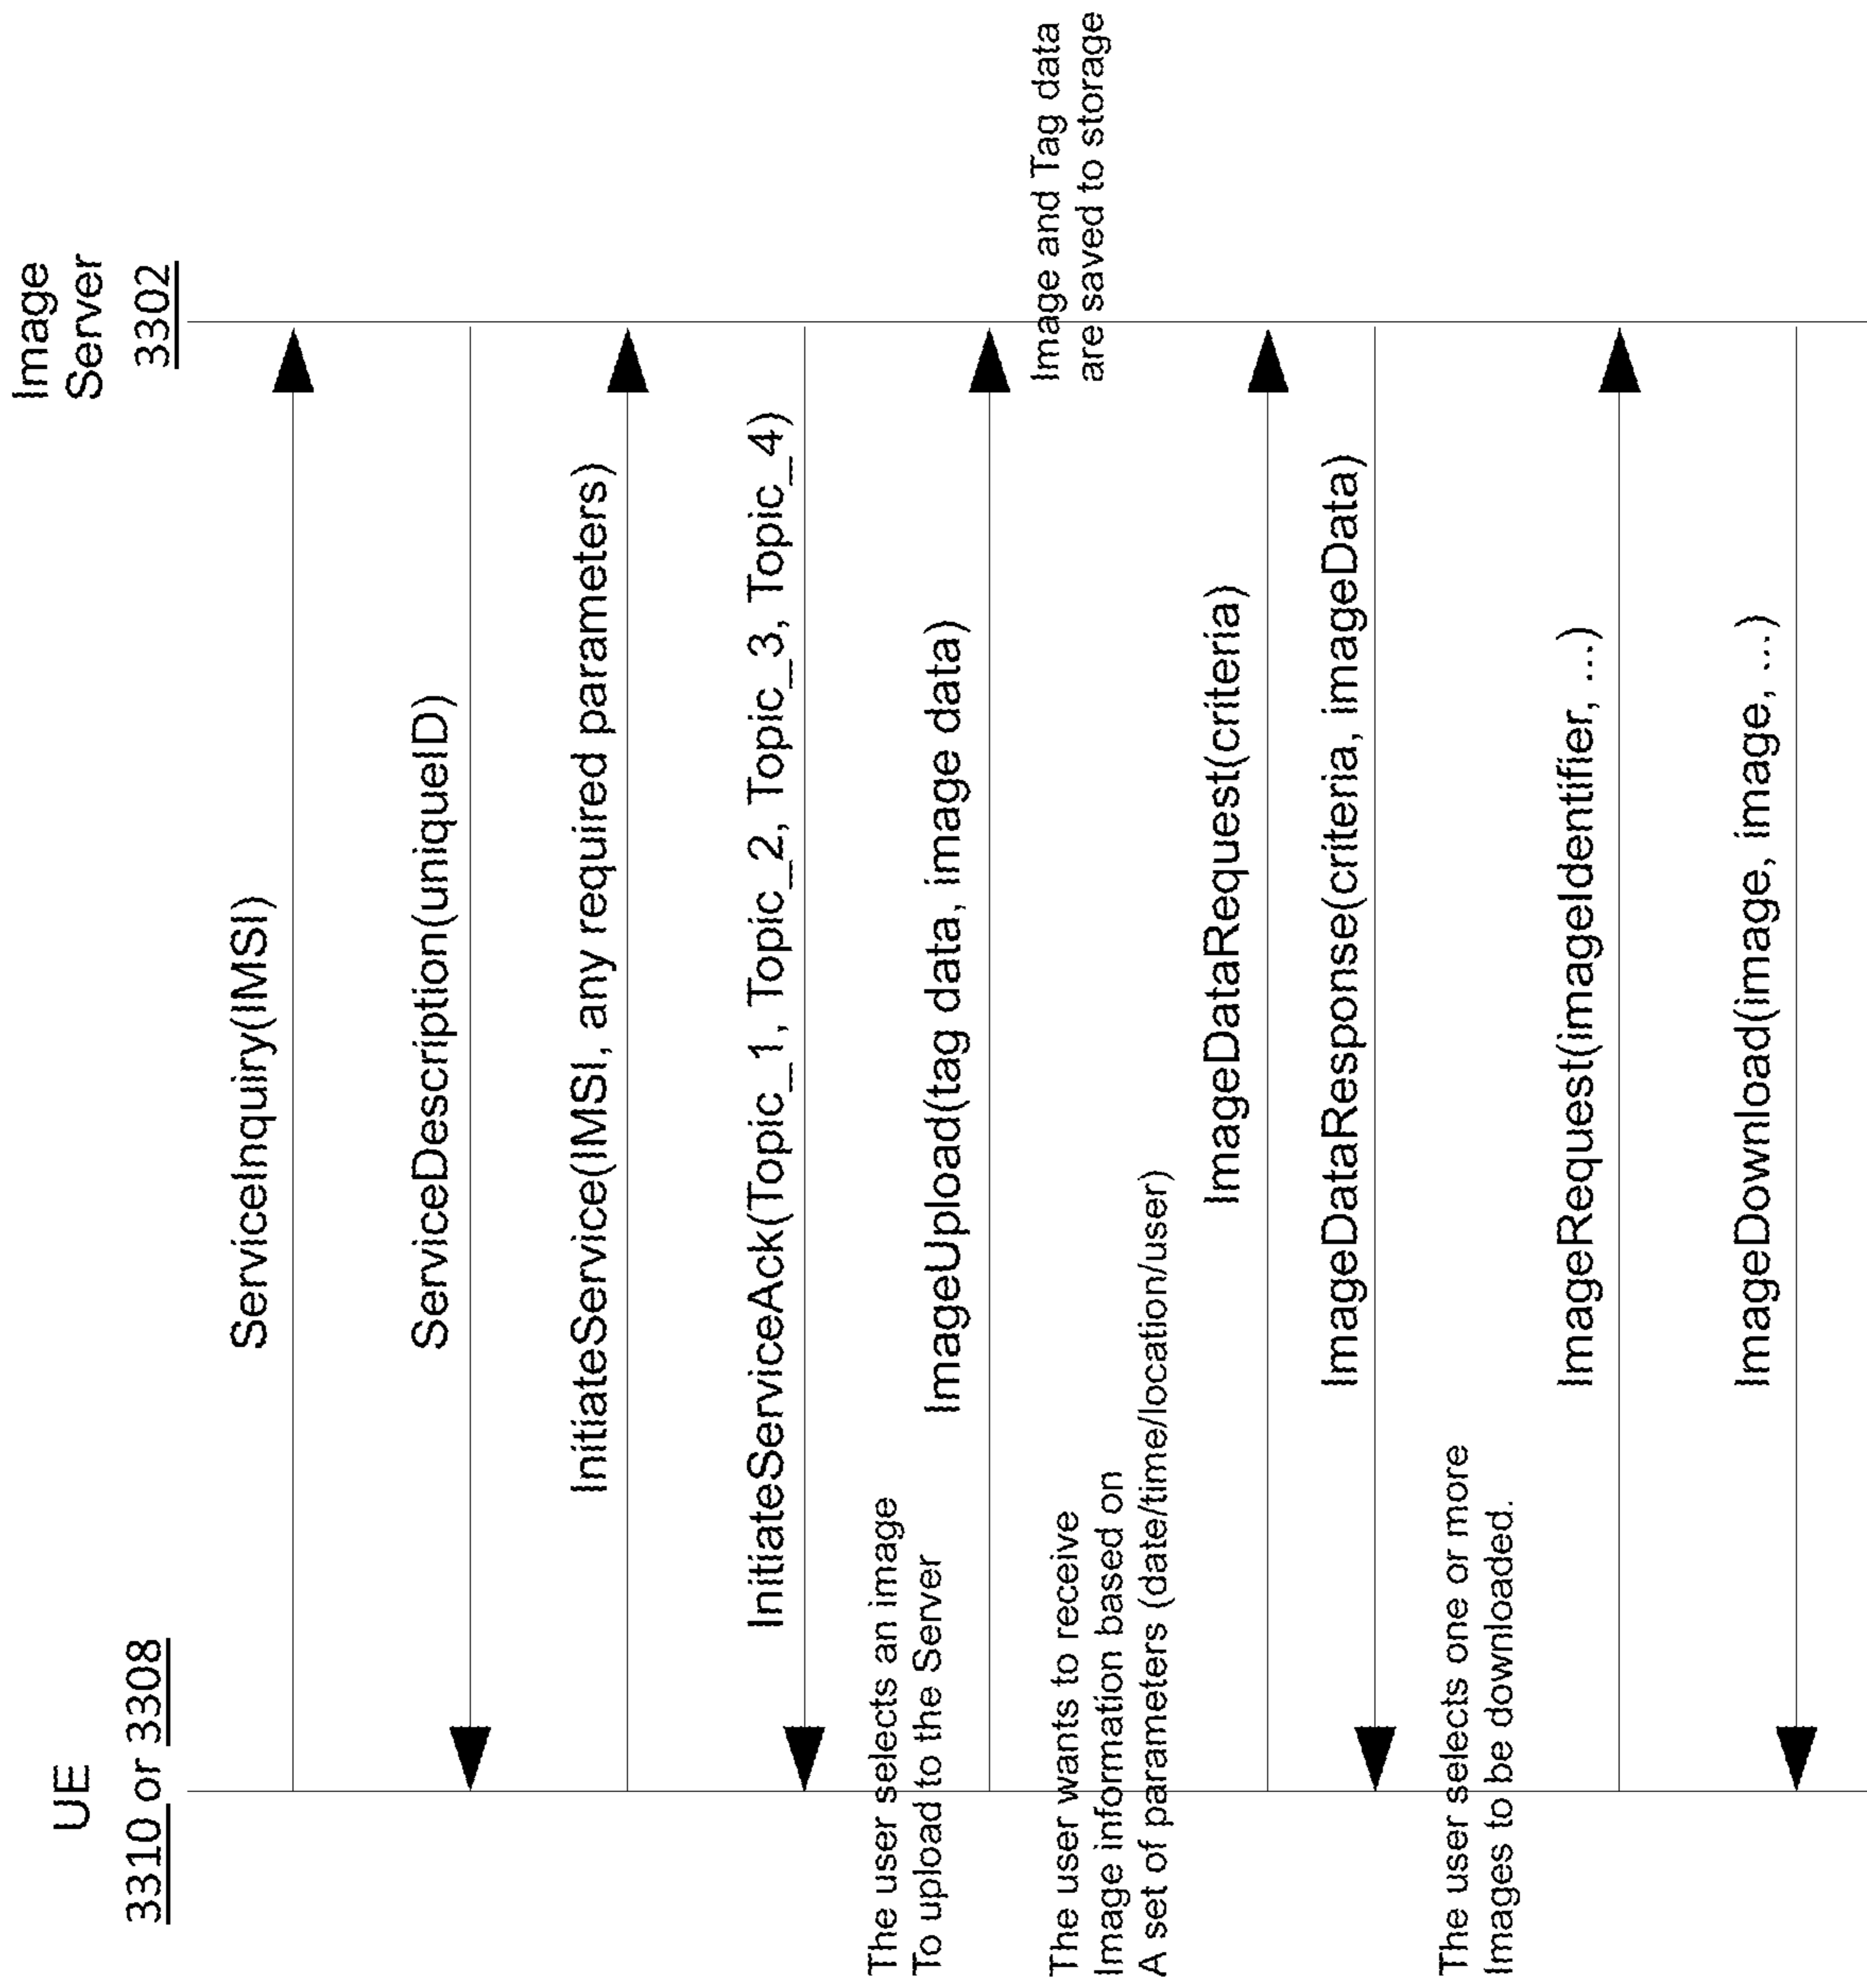 UE
3310 or 3308
Image
Server
3302
ServiceInquiry(IMSI)
ServiceDescription(uniqueID)
InitiateService(IMSI, any required parameters)
InitiateServiceAck(Topic_1, Topic_2, Topic_3, Topic_4)
The user selects an image
To upload to the Server
ImageUpload(tag data, image data)
Image and Tag data
are saved to storage
The user wants to receive
Image information based on
A set of parameters (date/time/location/user)
ImageDataRequest(criteria)
ImageDataResponse(criteria, imageData)
The user selects one or more
Images to be downloaded.
ImageRequest(imageIdentifier, ...)
ImageDownload(image, image, ...)